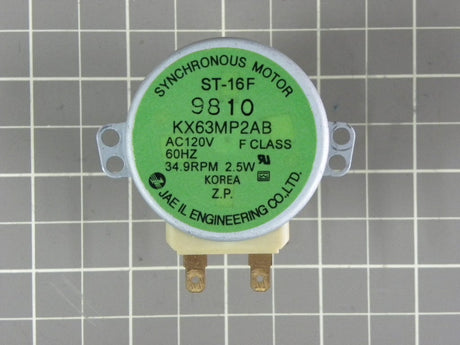 SYNCHRONOUS MOTOR
ST-16F
9810
KX63MP2AB
AC120V F CLASS
60HZ
34.9RPM 2.5W
KOREA
Z.P.
JAE IL ENGINEERING CO.,LTD.